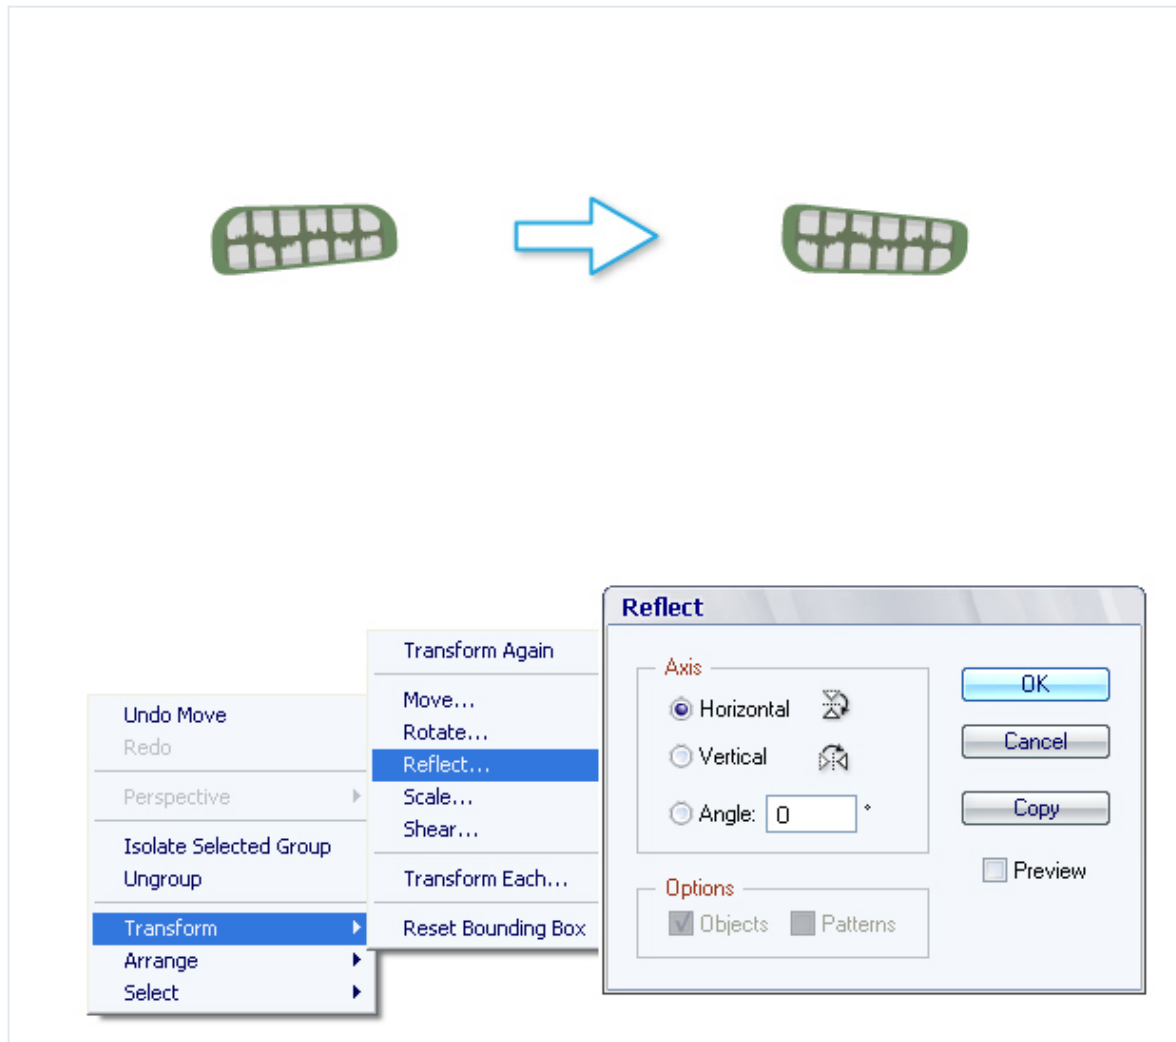 Undo Move
Redo
Perspective
Isolate Selected Group
Ungroup
Transform
Arrange
Select
Transform Again
Move...
Rotate...
Reflect...
Scale...
Shear...
Transform Each...
Reset Bounding Box
Reflect
Axis
Horizontal
Vertical
Angle: 0 °
Options
Objects Patterns
OK
Cancel
Copy
Preview